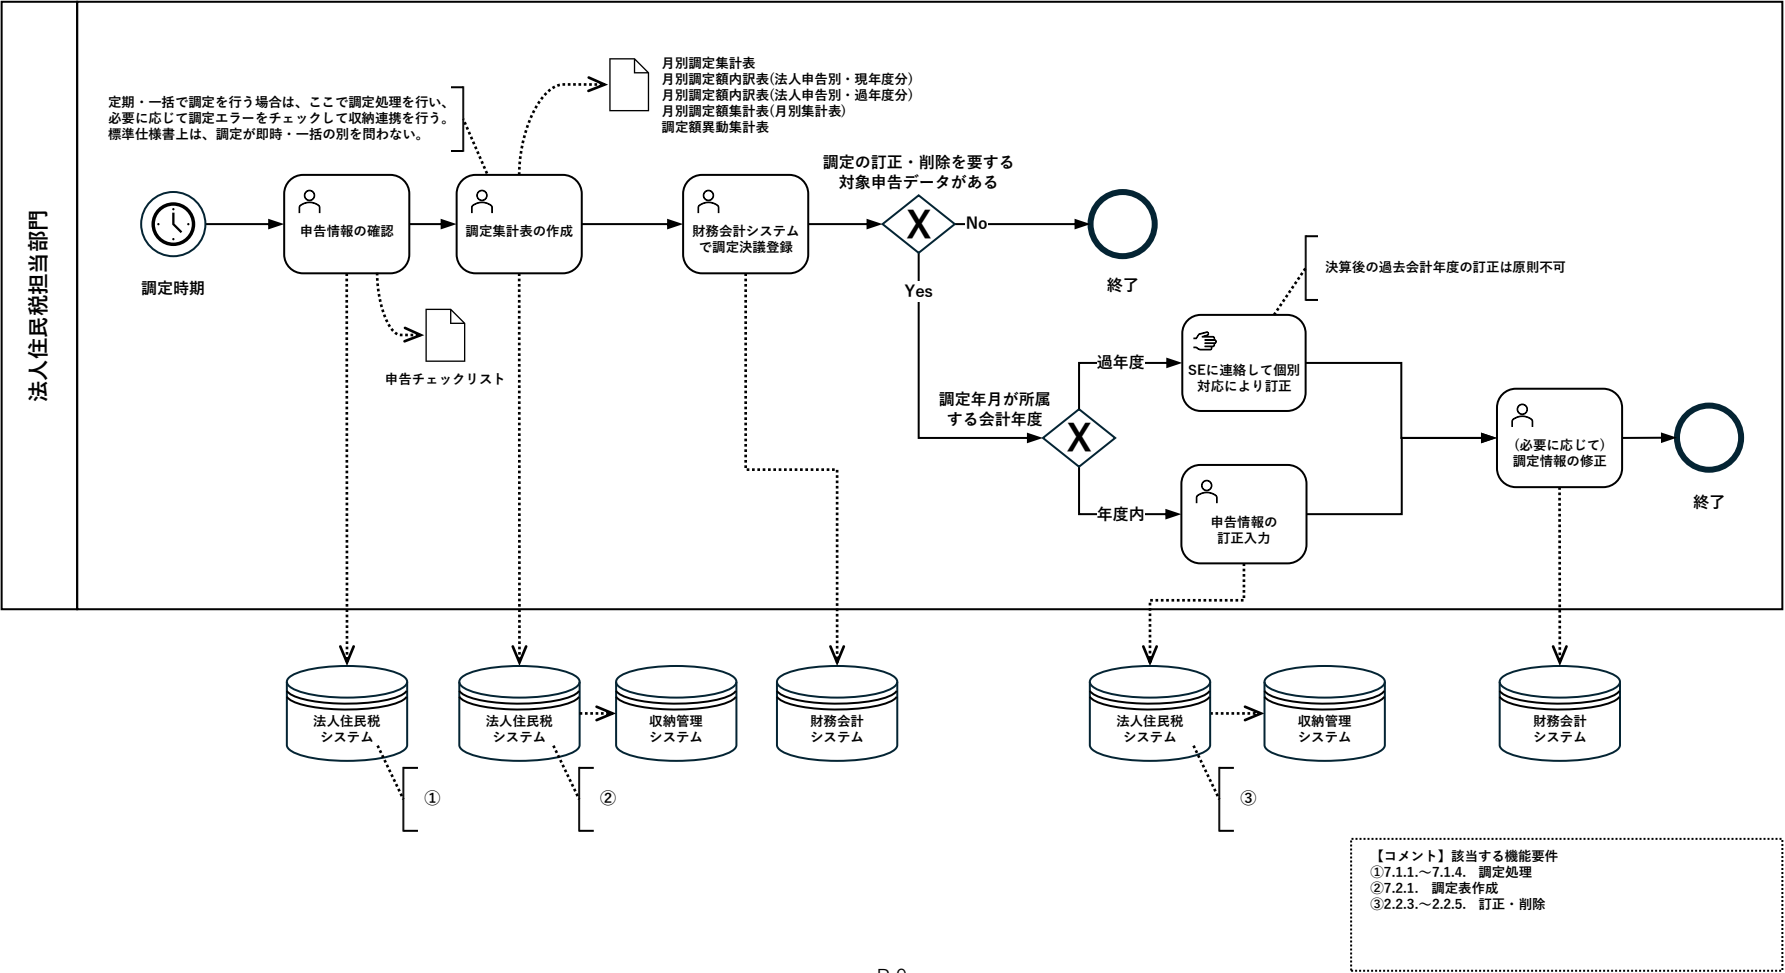 法人住民税担当部門
定期・一括で調定を行う場合は、ここで調定処理を行い、
必要に応じて調定エラーをチェックして収納連携を行う。
標準仕様書上は、調定が即時・一括の別を問わない。
月別調定集計表
月別調定額内訳表(法人申告別・現年度分)
月別調定額内訳表(法人申告別・過年度分)
月別調定額集計表(月別集計表)
調定額異動集計表
調定時期
申告情報の確認
調定集計表の作成
財務会計システム
で調定決議登録
調定の訂正・削除を要する
対象申告データがある
X
No
終了
Yes
申告チェックリスト
決算後の過去会計年度の訂正は原則不可
調定年月が所属
する会計年度
X
過年度
SEに連絡して個別
対応により訂正
年度内
申告情報の
訂正入力
(必要に応じて)
調定情報の修正
終了
法人住民税
システム
法人住民税
システム
収納管理
システム
財務会計
システム
法人住民税
システム
収納管理
システム
財務会計
システム
①
②
③
【コメント】該当する機能要件
①7.1.1.～7.1.4.　調定処理
②7.2.1.　調定表作成
③2.2.3.～2.2.5.　訂正・削除